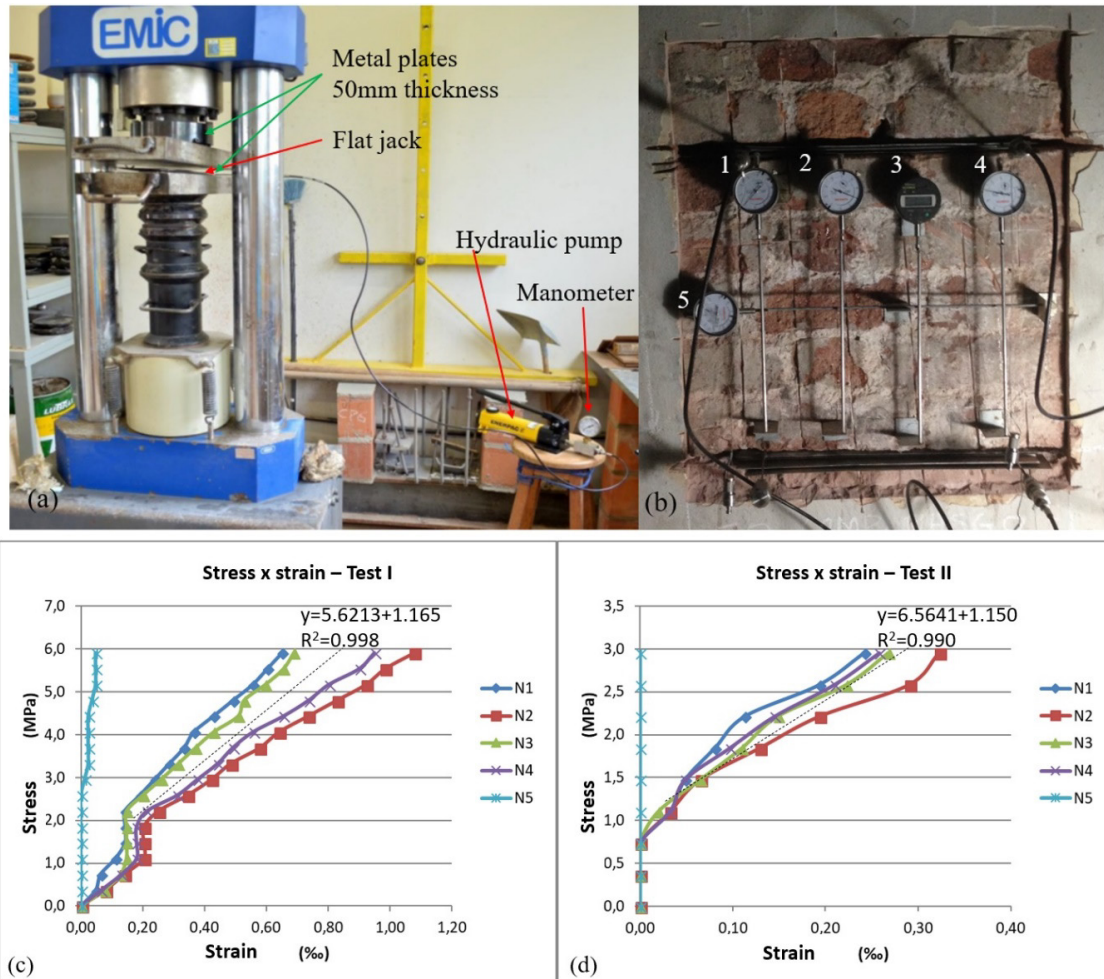 EMIC
Metal plates
50mm thickness
Flat jack
Hydraulic pump
Manometer
(a)
1
2
3
4
5
(b)
Stress x strain – Test I
y=5.6213+1.165
R²=0.998
7,0
6,0
5,0
4,0
3,0
2,0
1,0
0,0
Stress (MPa)
0,00 0,20 0,40 0,60 0,80 1,00 1,20
Strain (‰)
N1
N2
N3
N4
N5
(c)
Stress x strain – Test II
y=6.5641+1.150
R²=0.990
3,5
3,0
2,5
2,0
1,5
1,0
3,5
0,0
Stress (MPa)
0,00 0,10 0,20 0,30 0,40
Strain (‰)
N1
N2
N3
N4
N5
(d)